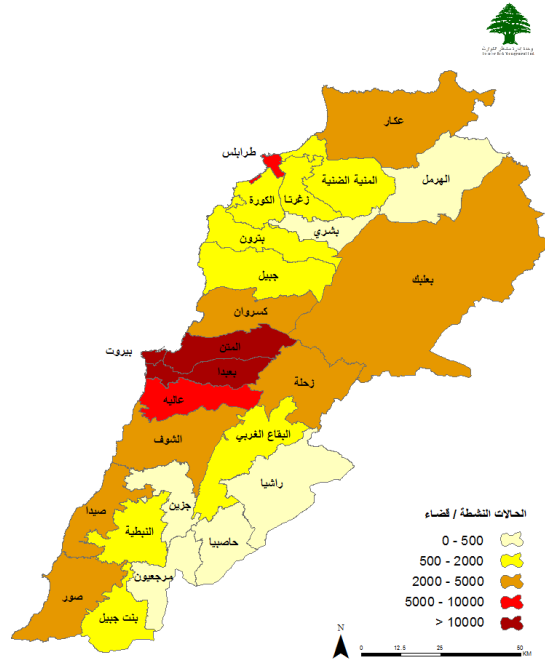 عكار
طرابلس
الهرمل
المنية الضنية
زغرتا
الكورة
بشري
بترون
جبيل
بعلبك
كسروان
المتن
بيروت
بعبدا
زحلة
عاليه
البقاع الغربي
الشوف
راشيا
جزين
صيدا
النبطية
حاصبيا
مرجعيون
صور
بنت جبيل
الحالات النشطة / قضاء
0 - 500
500 - 2000
2000 - 5000
5000 - 10000
> 10000
N
0 12.5 25 50
KM